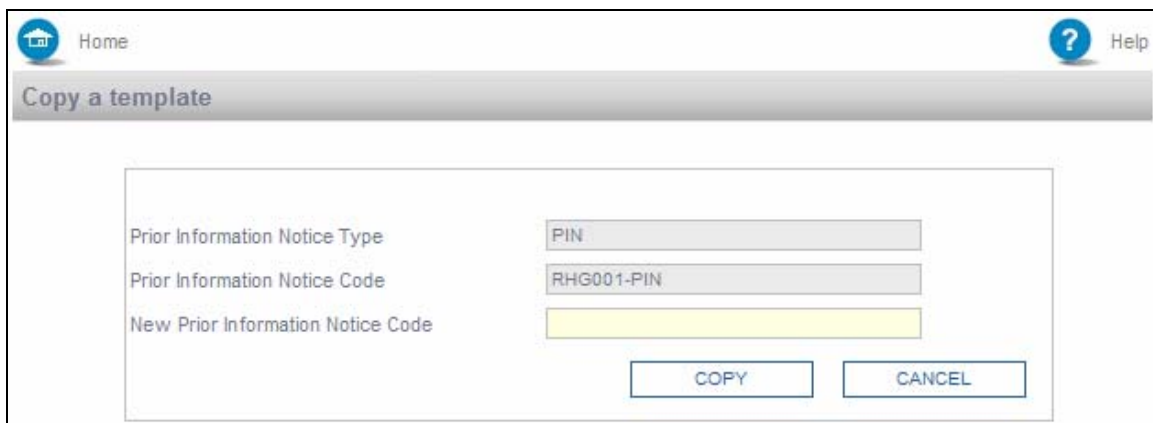 Home
? Help
Copy a template
Prior Information Notice Type PIN
Prior Information Notice Code RHG001-PIN
New Prior Information Notice Code
COPY CANCEL